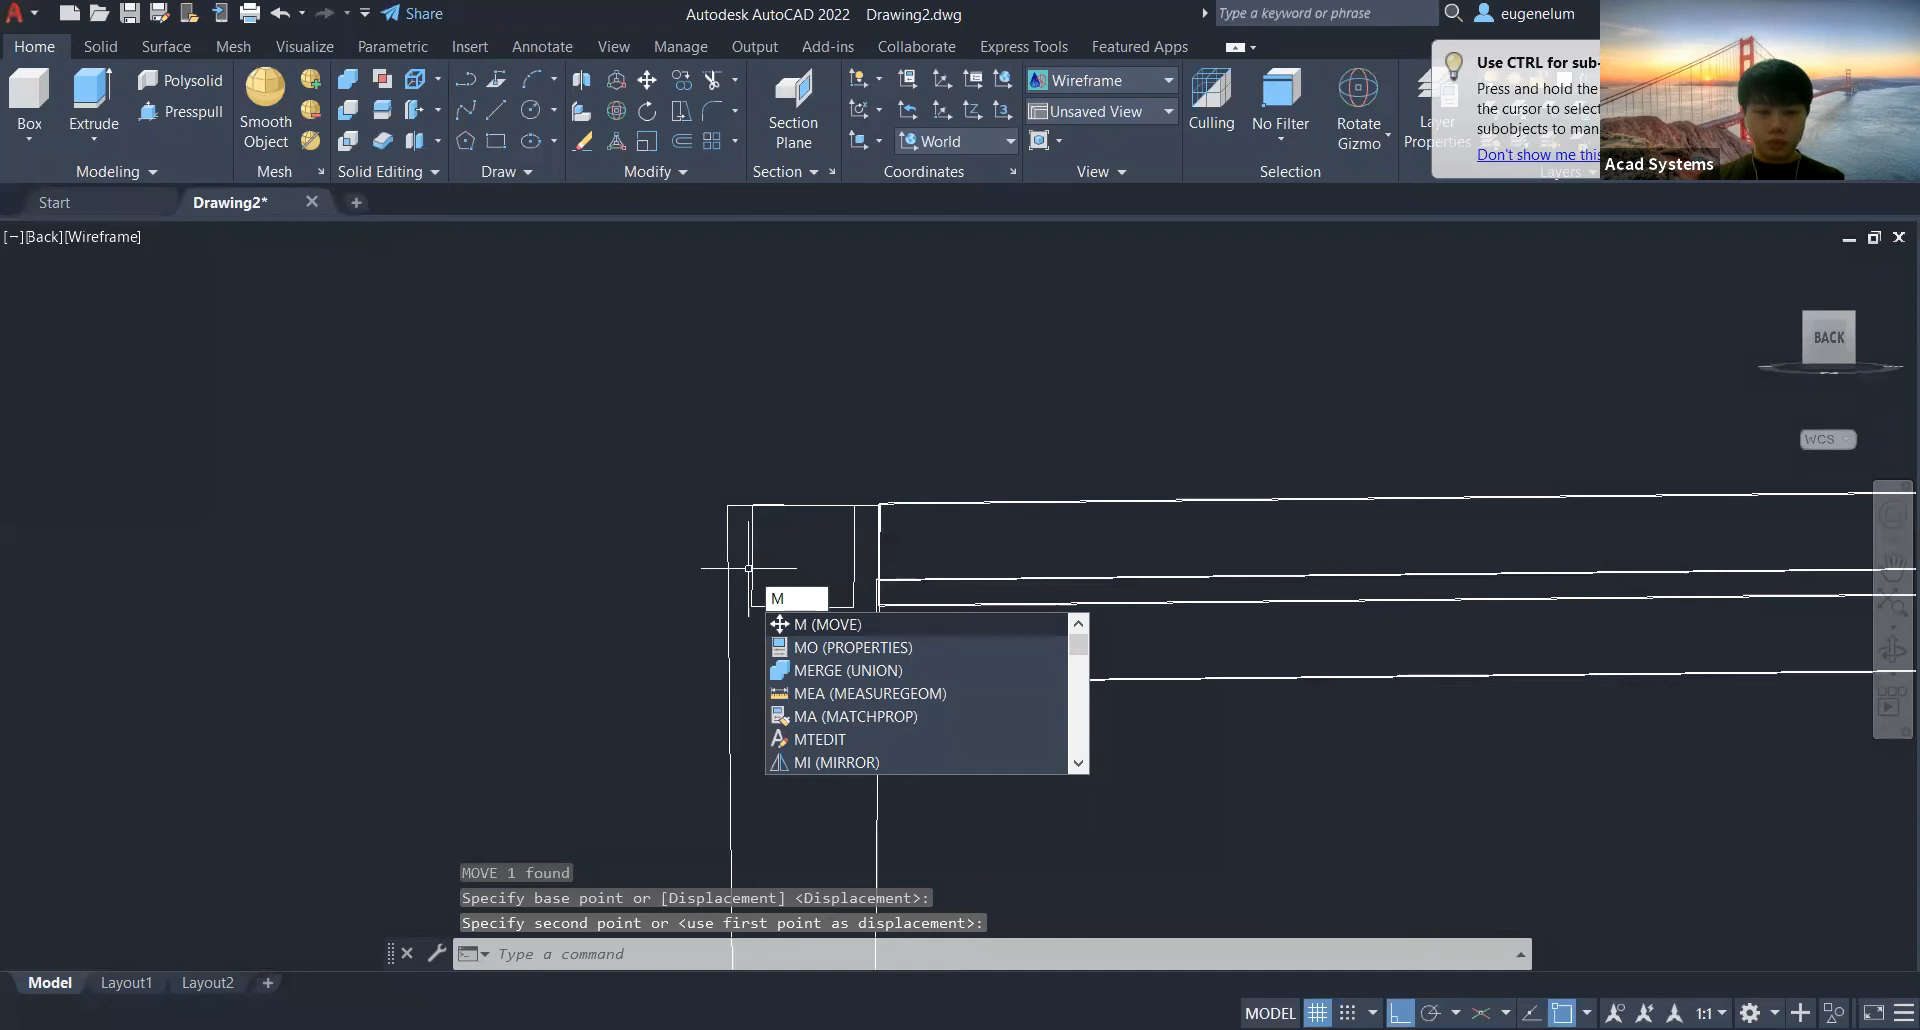 Share
Autodesk AutoCAD 2022 Drawing2.dwg
Type a keyword or phrase
eugenelum
Home Solid Surface Mesh Visualize Parametric Insert Annotate View Manage Output Add-ins Collaborate Express Tools Featured Apps
Box
Extrude
Polysolid
Presspull
Smooth Object
Section Plane
World
Wireframe
Unsaved View
Culling
No Filter
Rotate Gizmo
Layer Properties
Modeling Mesh Solid Editing Draw Modify Section Coordinates View Selection Layers
Use CTRL for sub-
Press and hold the
the cursor to select
subobjects to man
Don't show me this
Acad Systems
Start Drawing2*
[−][Back][Wireframe]
BACK
WCS
M
M (MOVE)
MO (PROPERTIES)
MERGE (UNION)
MEA (MEASUREGEOM)
MA (MATCHPROP)
MTEDIT
MI (MIRROR)
MOVE 1 found
Specify base point or [Displacement] <Displacement>:
Specify second point or <use first point as displacement>:
Type a command
Model Layout1 Layout2
MODEL
1:1